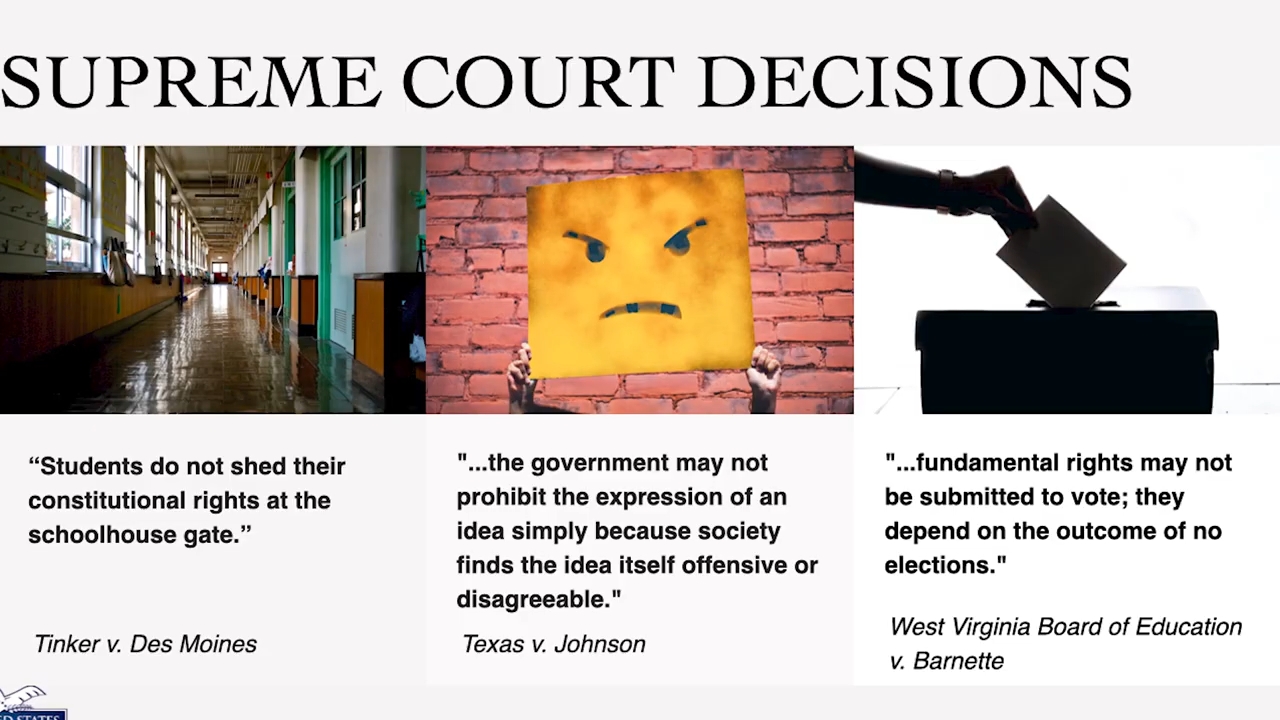 SUPREME COURT DECISIONS
“Students do not shed their
constitutional rights at the
schoolhouse gate.”
Tinker v. Des Moines
"...the government may not
prohibit the expression of an
idea simply because society
finds the idea itself offensive or
disagreeable."
Texas v. Johnson
"...fundamental rights may not
be submitted to vote; they
depend on the outcome of no
elections."
West Virginia Board of Education
v. Barnette
STATES